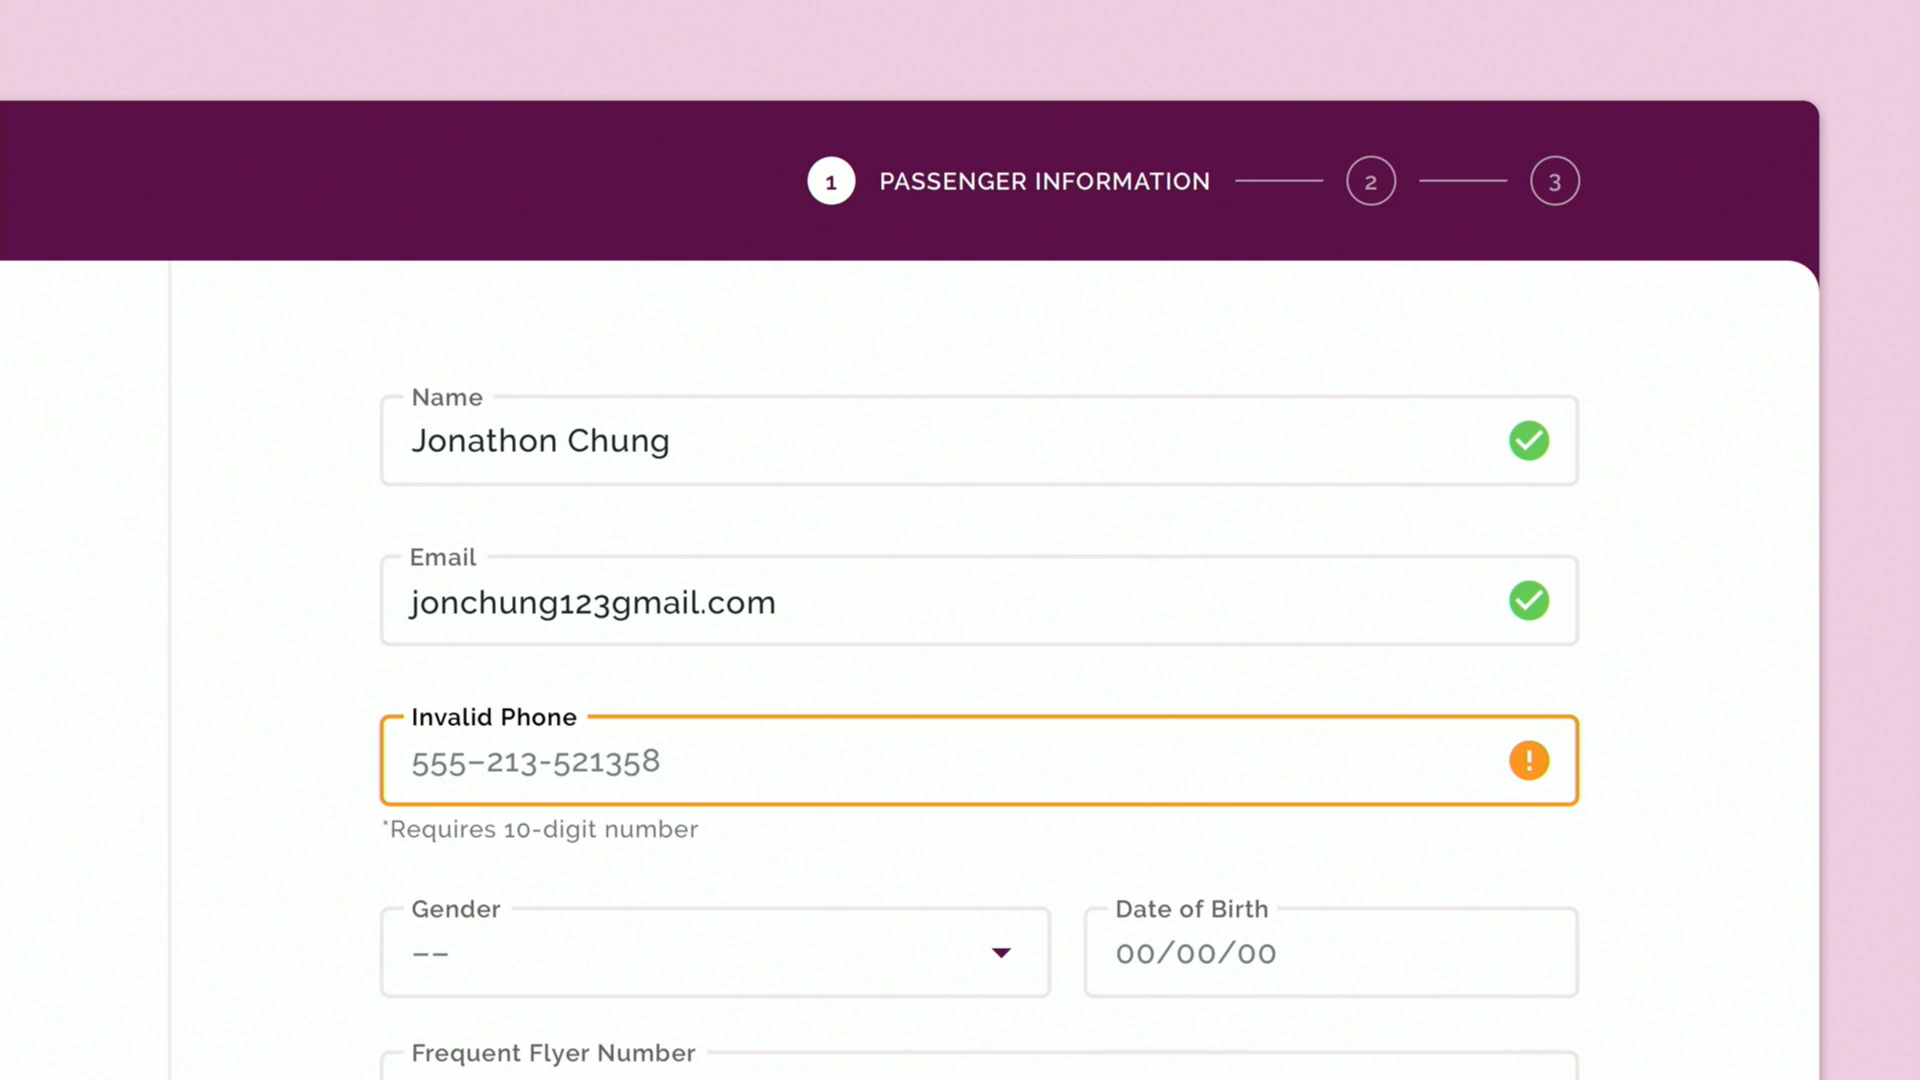 1 PASSENGER INFORMATION 2 3
Name
Jonathon Chung
Email
jonchung123gmail.com
Invalid Phone
555–213-521358
!
*Requires 10-digit number
Gender
––
Date of Birth
00/00/00
Frequent Flyer Number